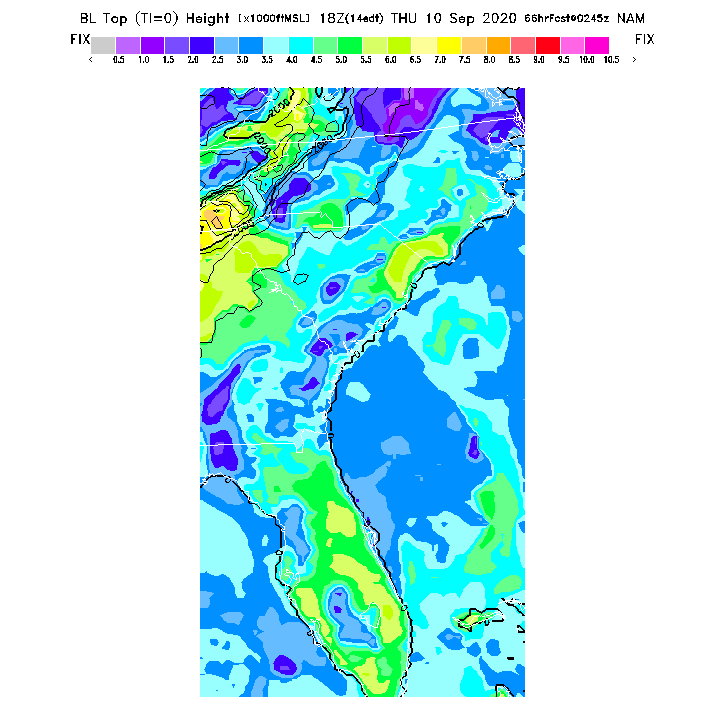 BL Top (TI=0) Height [x1000ftMSL] 18Z(14edt) THU 10 Sep 2020 66hrFcst@0245z NAM
FIX FIX
< 0.5 1.0 1.5 2.0 2.5 3.0 3.5 4.0 4.5 5.0 5.5 6.0 6.5 7.0 7.5 8.0 8.5 9.0 9.5 10.0 10.5 >
2000
2000